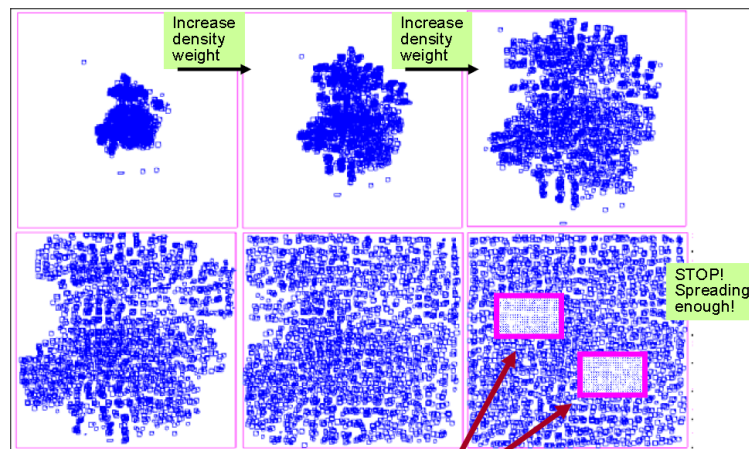 Increase
density
weight
Increase
density
weight
STOP!
Spreading
enough!